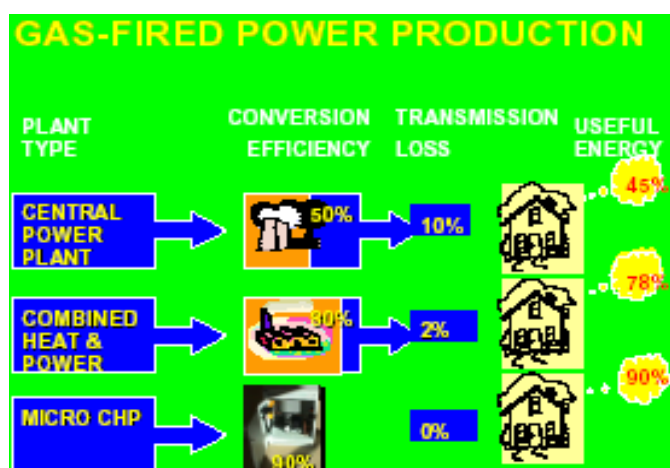 GAS-FIRED POWER PRODUCTION
PLANT
TYPE
CONVERSION
EFFICIENCY
TRANSMISSION
LOSS
USEFUL
ENERGY
CENTRAL
POWER
PLANT
50%
10%
45%
COMBINED
HEAT &
POWER
80%
2%
78%
MICRO CHP
90%
0%
90%